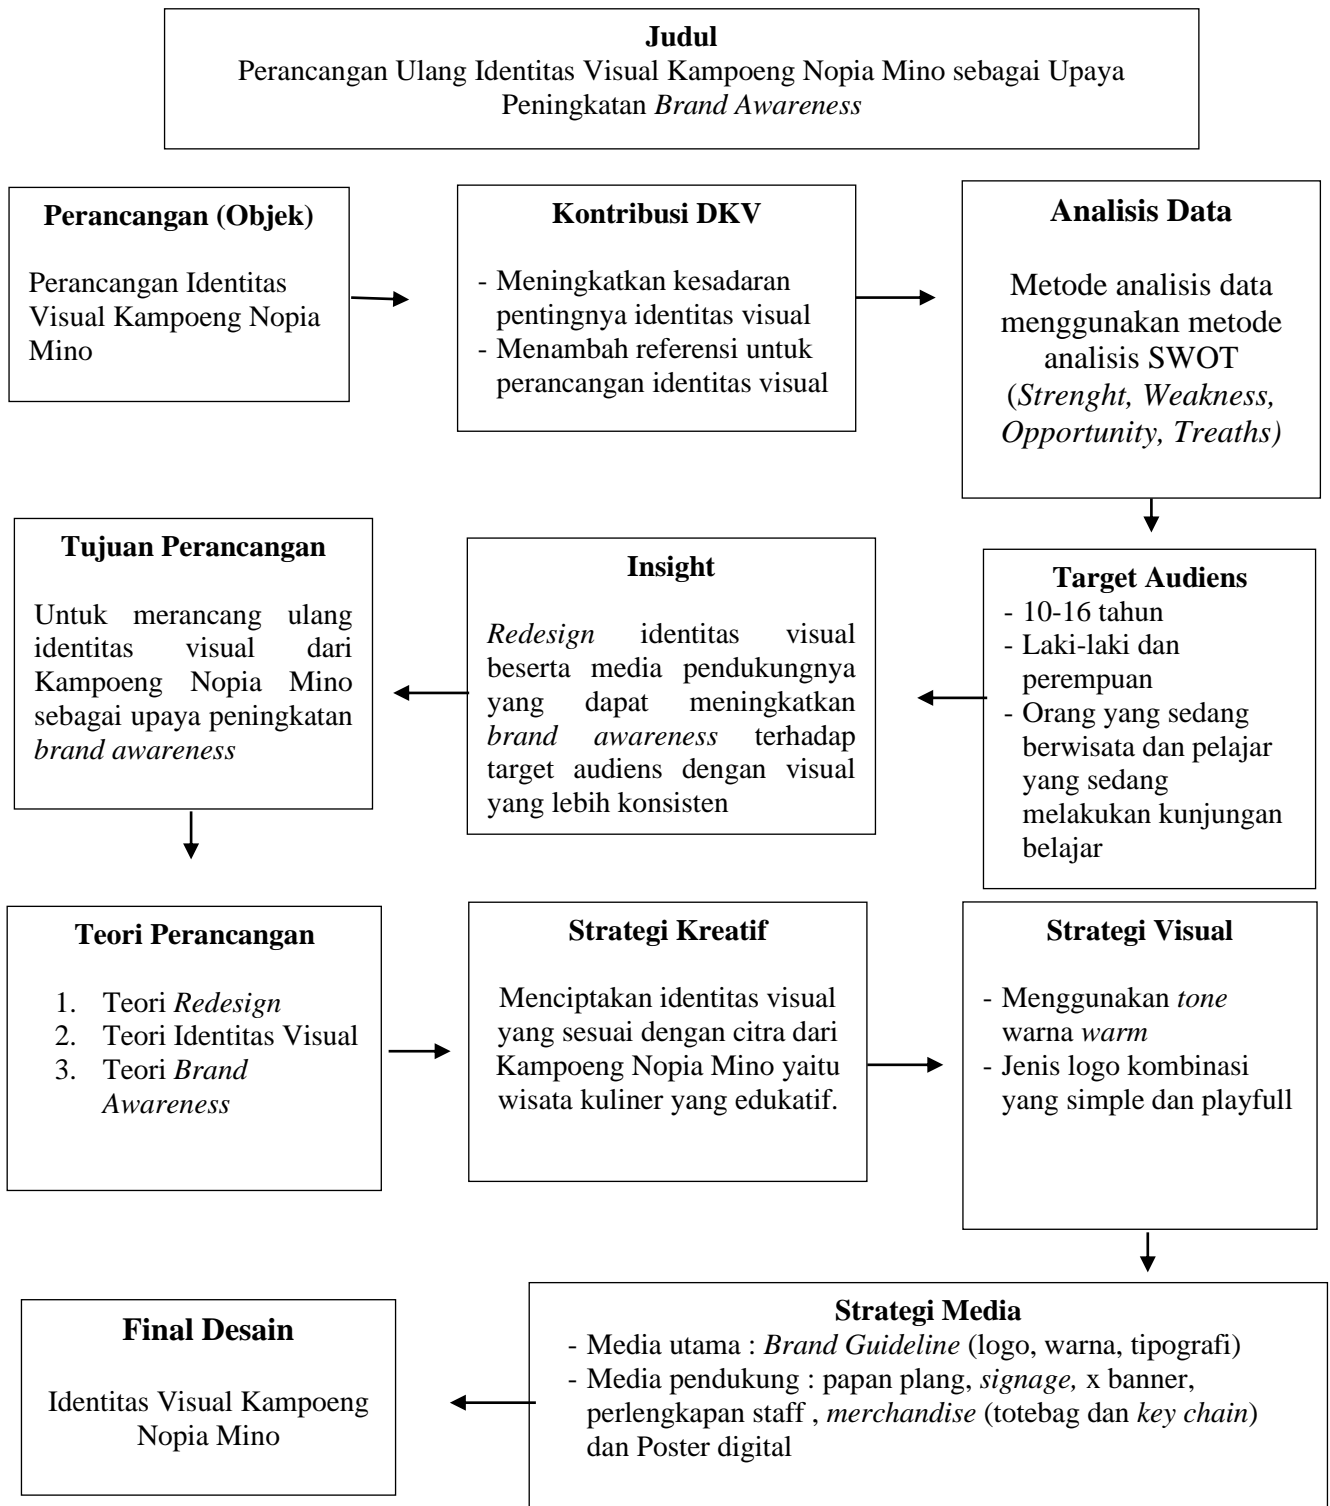 Judul
Perancangan Ulang Identitas Visual Kampoeng Nopia Mino sebagai Upaya
Peningkatan Brand Awareness
Perancangan (Objek)
Perancangan Identitas
Visual Kampoeng Nopia
Mino
Kontribusi DKV
- Meningkatkan kesadaran
pentingnya identitas visual
- Menambah referensi untuk
perancangan identitas visual
Analisis Data
Metode analisis data
menggunakan metode
analisis SWOT
(Strenght, Weakness,
Opportunity, Treaths)
Target Audiens
- 10-16 tahun
- Laki-laki dan
perempuan
- Orang yang sedang
berwisata dan pelajar
yang sedang
melakukan kunjungan
belajar
Insight
Redesign identitas visual
beserta media pendukungnya
yang dapat meningkatkan
brand awareness terhadap
target audiens dengan visual
yang lebih konsisten
Tujuan Perancangan
Untuk merancang ulang
identitas visual dari
Kampoeng Nopia Mino
sebagai upaya peningkatan
brand awareness
Teori Perancangan
1. Teori Redesign
2. Teori Identitas Visual
3. Teori Brand
Awareness
Strategi Kreatif
Menciptakan identitas visual
yang sesuai dengan citra dari
Kampoeng Nopia Mino yaitu
wisata kuliner yang edukatif.
Strategi Visual
- Menggunakan tone
warna warm
- Jenis logo kombinasi
yang simple dan playfull
Strategi Media
- Media utama : Brand Guideline (logo, warna, tipografi)
- Media pendukung : papan plang, signage, x banner,
perlengkapan staff , merchandise (totebag dan key chain)
dan Poster digital
Final Desain
Identitas Visual Kampoeng
Nopia Mino